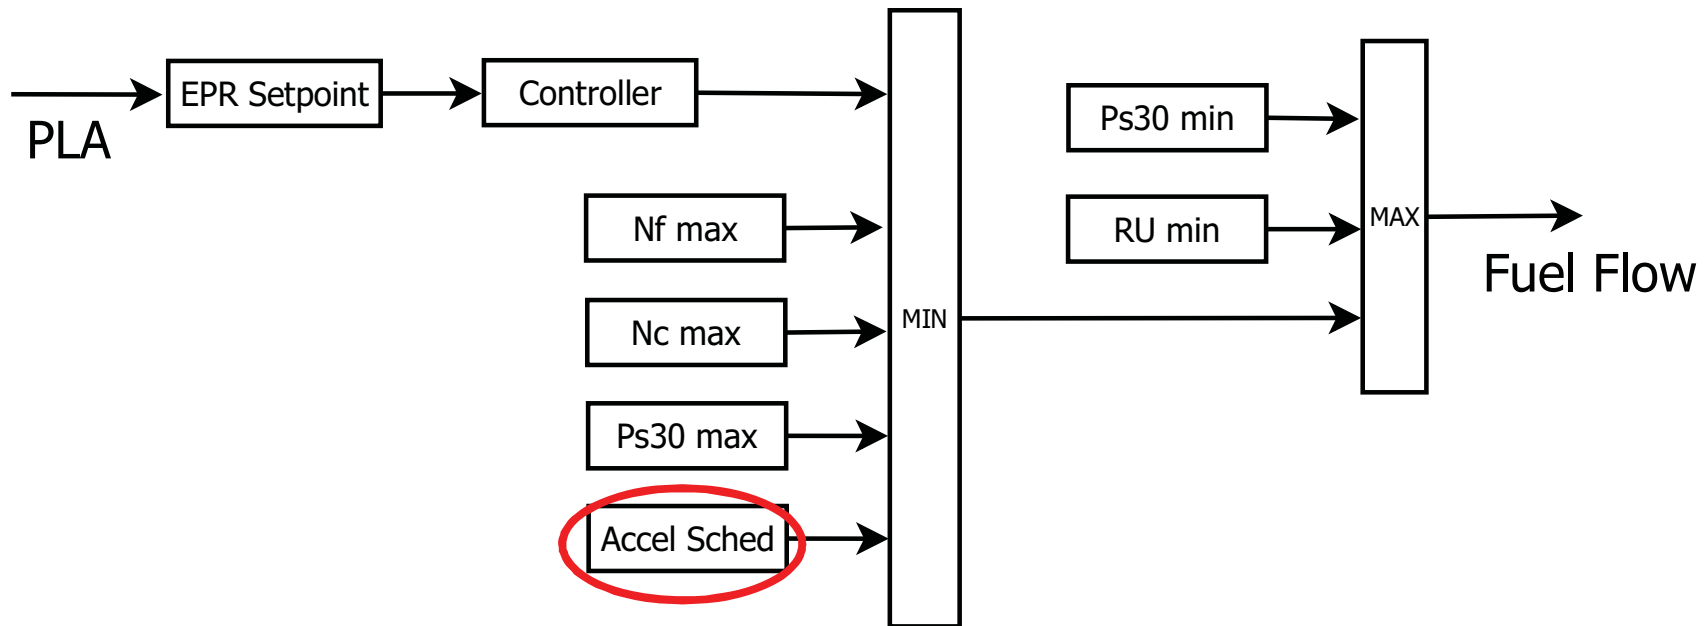 PLA
EPR Setpoint
Controller
Nf max
Nc max
Ps30 max
Accel Sched
MIN
Ps30 min
RU min
MAX
Fuel Flow